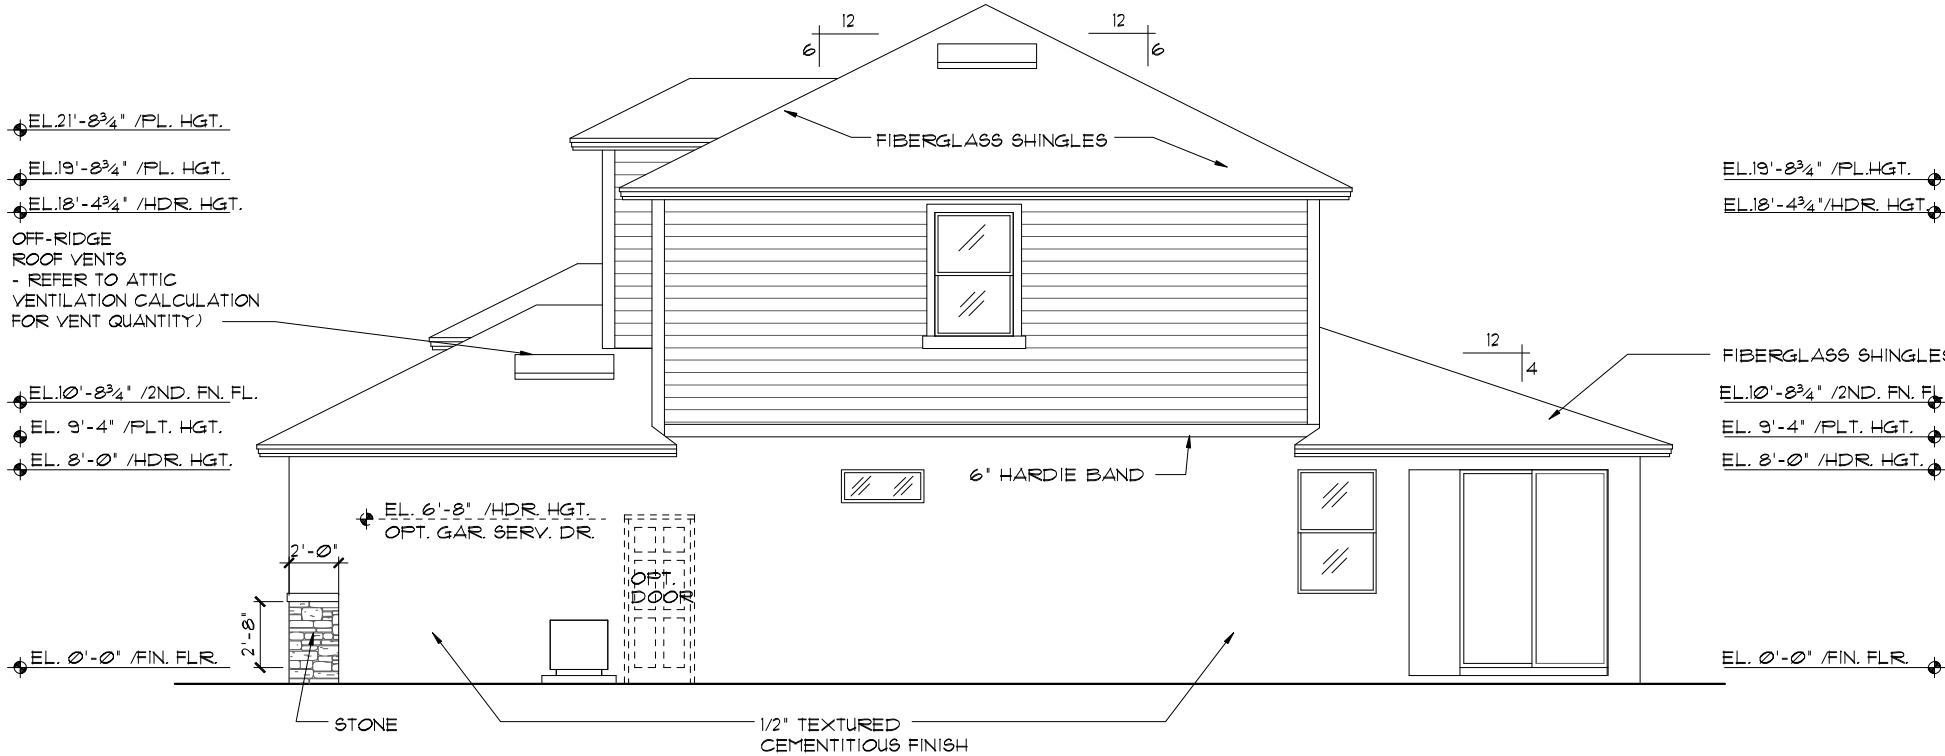 12
6
12
6
EL.21'-8¾" /PL. HGT.
EL.19'-8¾" /PL. HGT.
EL.18'-4¾" /HDR. HGT.
OFF-RIDGE
ROOF VENTS
- REFER TO ATTIC
VENTILATION CALCULATION
FOR VENT QUANTITY)
FIBERGLASS SHINGLES
EL.19'-8¾" /PL.HGT.
EL.18'-4¾"/HDR. HGT.
12
4
FIBERGLASS SHINGLES
EL.10'-8¾" /2ND. FN. FL.
EL. 9'-4" /PLT. HGT.
EL. 8'-0" /HDR. HGT.
EL.10'-8¾" /2ND. FN. FL
EL. 9'-4" /PLT. HGT.
EL. 8'-0" /HDR. HGT.
6" HARDIE BAND
EL. 6'-8" /HDR. HGT.
OPT. GAR. SERV. DR.
2'-0"
OPT.
DOOR
2'-8"
EL. 0'-0" /FIN. FLR.
EL. 0'-0" /FIN. FLR.
STONE
1/2" TEXTURED
CEMENTITIOUS FINISH